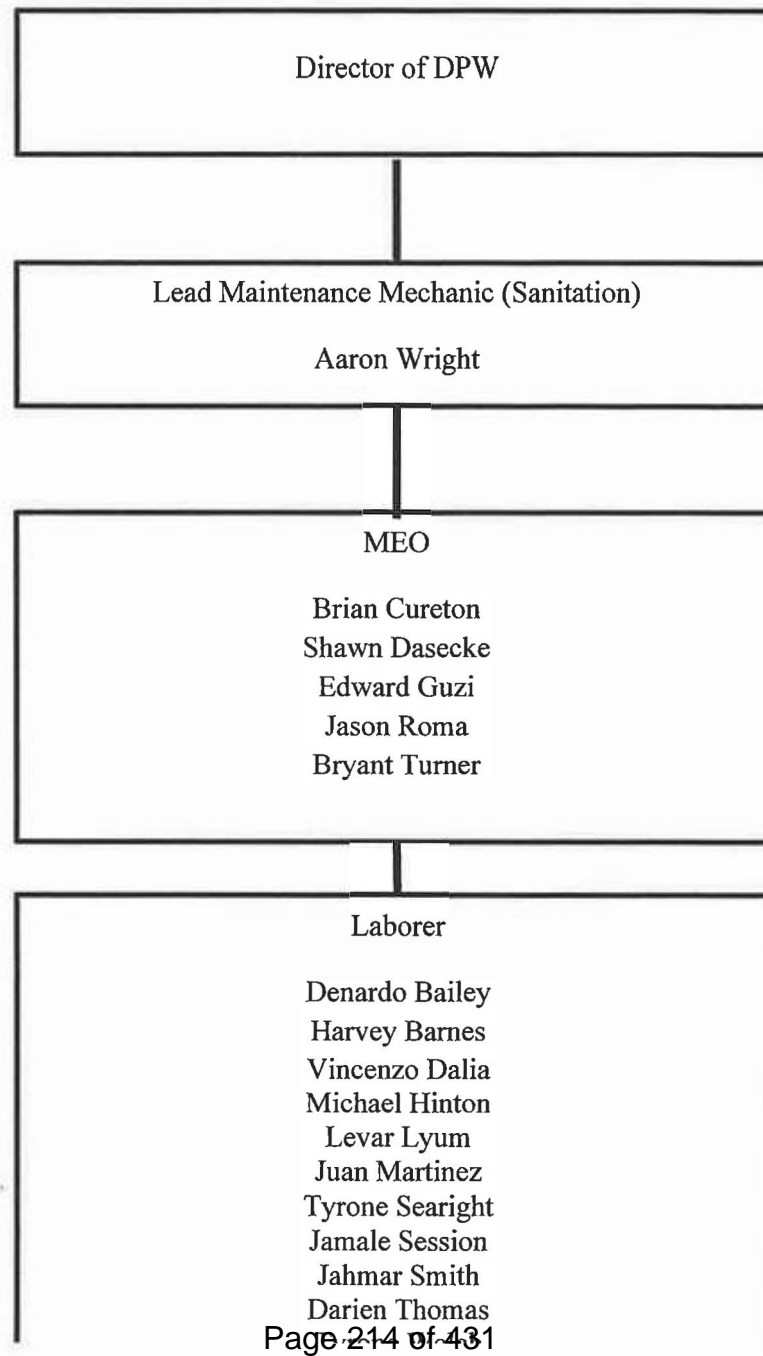 Director of DPW
Lead Maintenance Mechanic (Sanitation)
Aaron Wright
MEO
Brian Cureton
Shawn Dasecke
Edward Guzi
Jason Roma
Bryant Turner
Laborer
Denardo Bailey
Harvey Barnes
Vincenzo Dalia
Michael Hinton
Levar Lyum
Juan Martinez
Tyrone Searight
Jamale Session
Jahmar Smith
Darien Thomas
Page 214 of 431